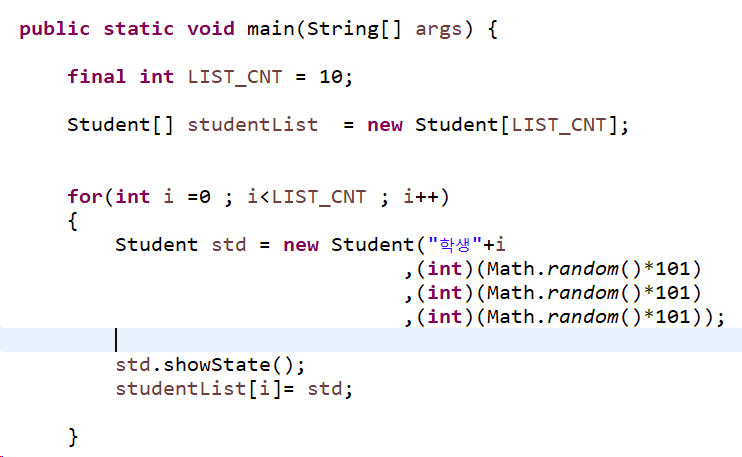 public static void main(String[] args) {
final int LIST_CNT = 10;
Student[] studentList  = new Student[LIST_CNT];
for(int i =0 ; i<LIST_CNT ; i++)
{
Student std = new Student("학생"+i
,(int)(Math.random()*101)
,(int)(Math.random()*101)
,(int)(Math.random()*101));
std.showState();
studentList[i]= std;
}